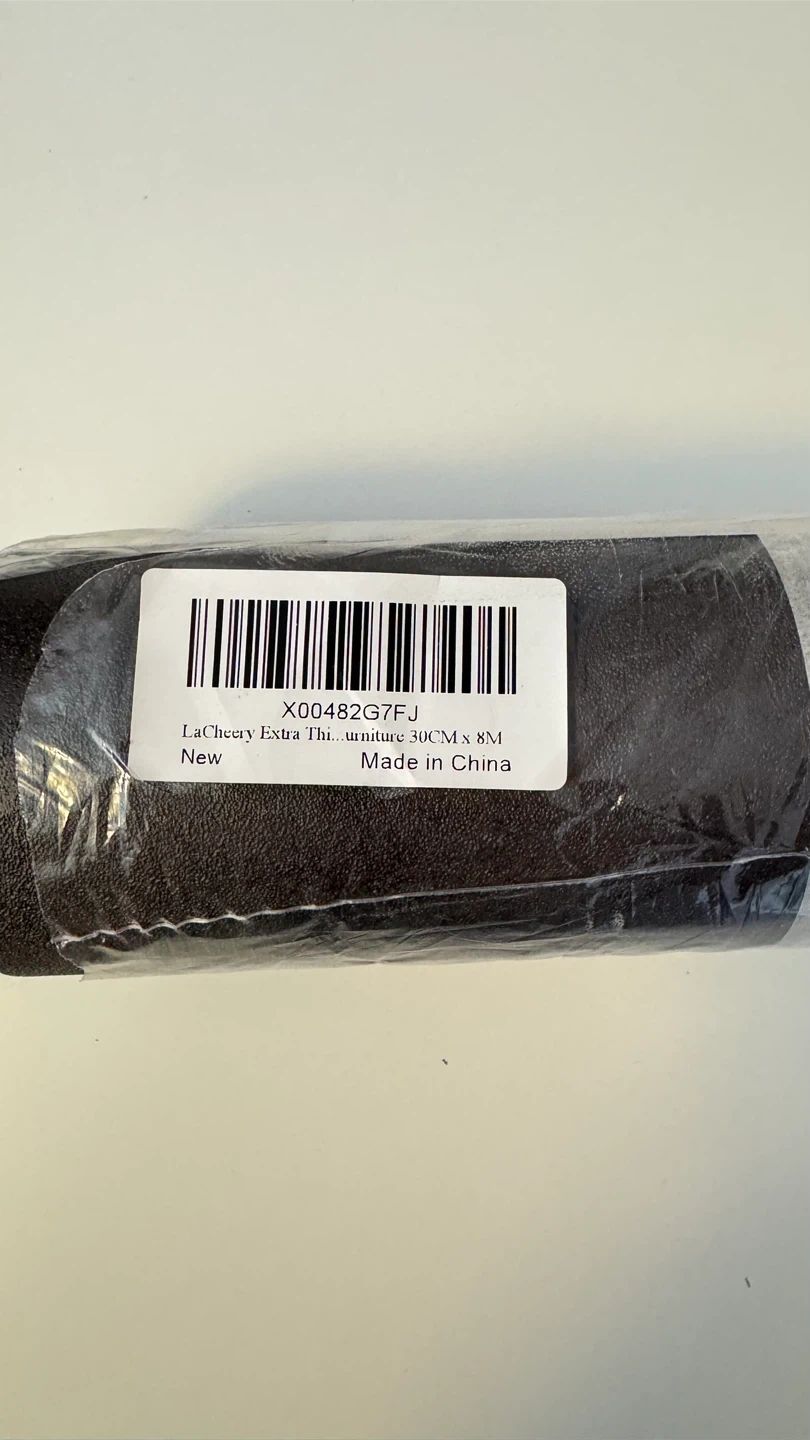 X00482G7FJ
LaCheery Extra Thi...urniture 30CM x 8M
New Made in China